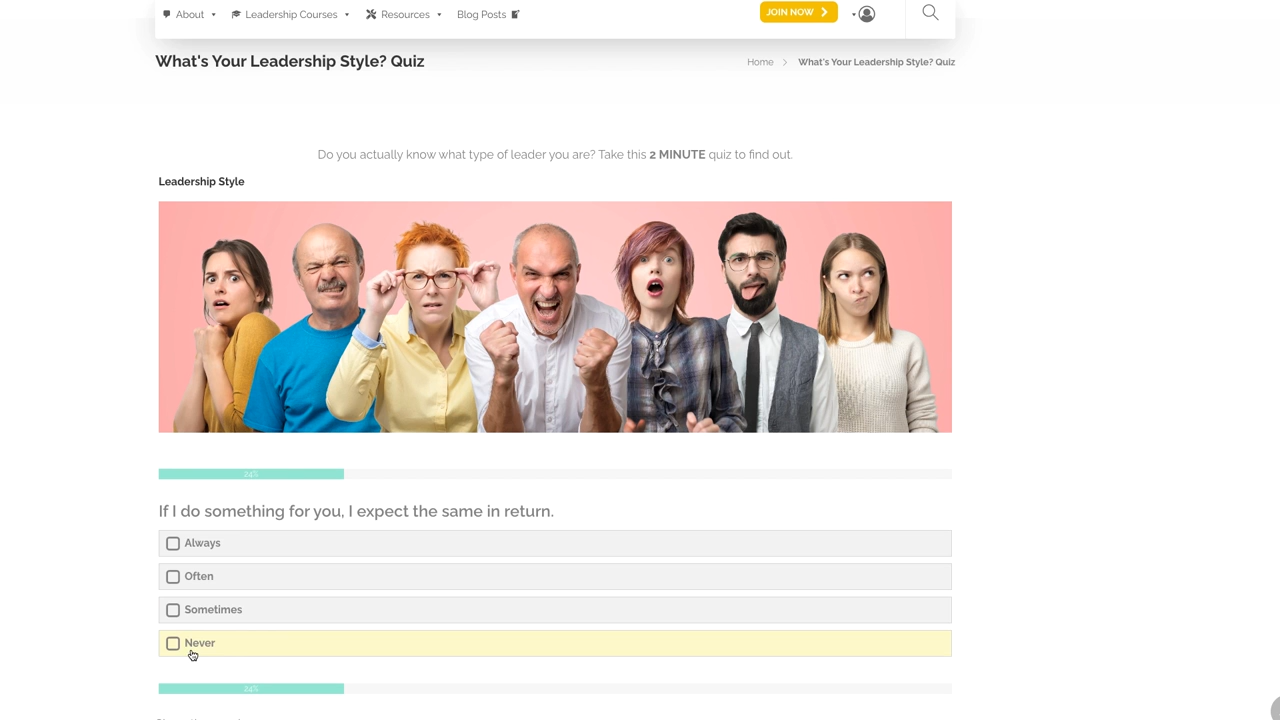 About Leadership Courses Resources Blog Posts JOIN NOW
What's Your Leadership Style? Quiz Home What's Your Leadership Style? Quiz
Do you actually know what type of leader you are? Take this 2 MINUTE quiz to find out.
Leadership Style
24%
If I do something for you, I expect the same in return.
Always
Often
Sometimes
Never
24%